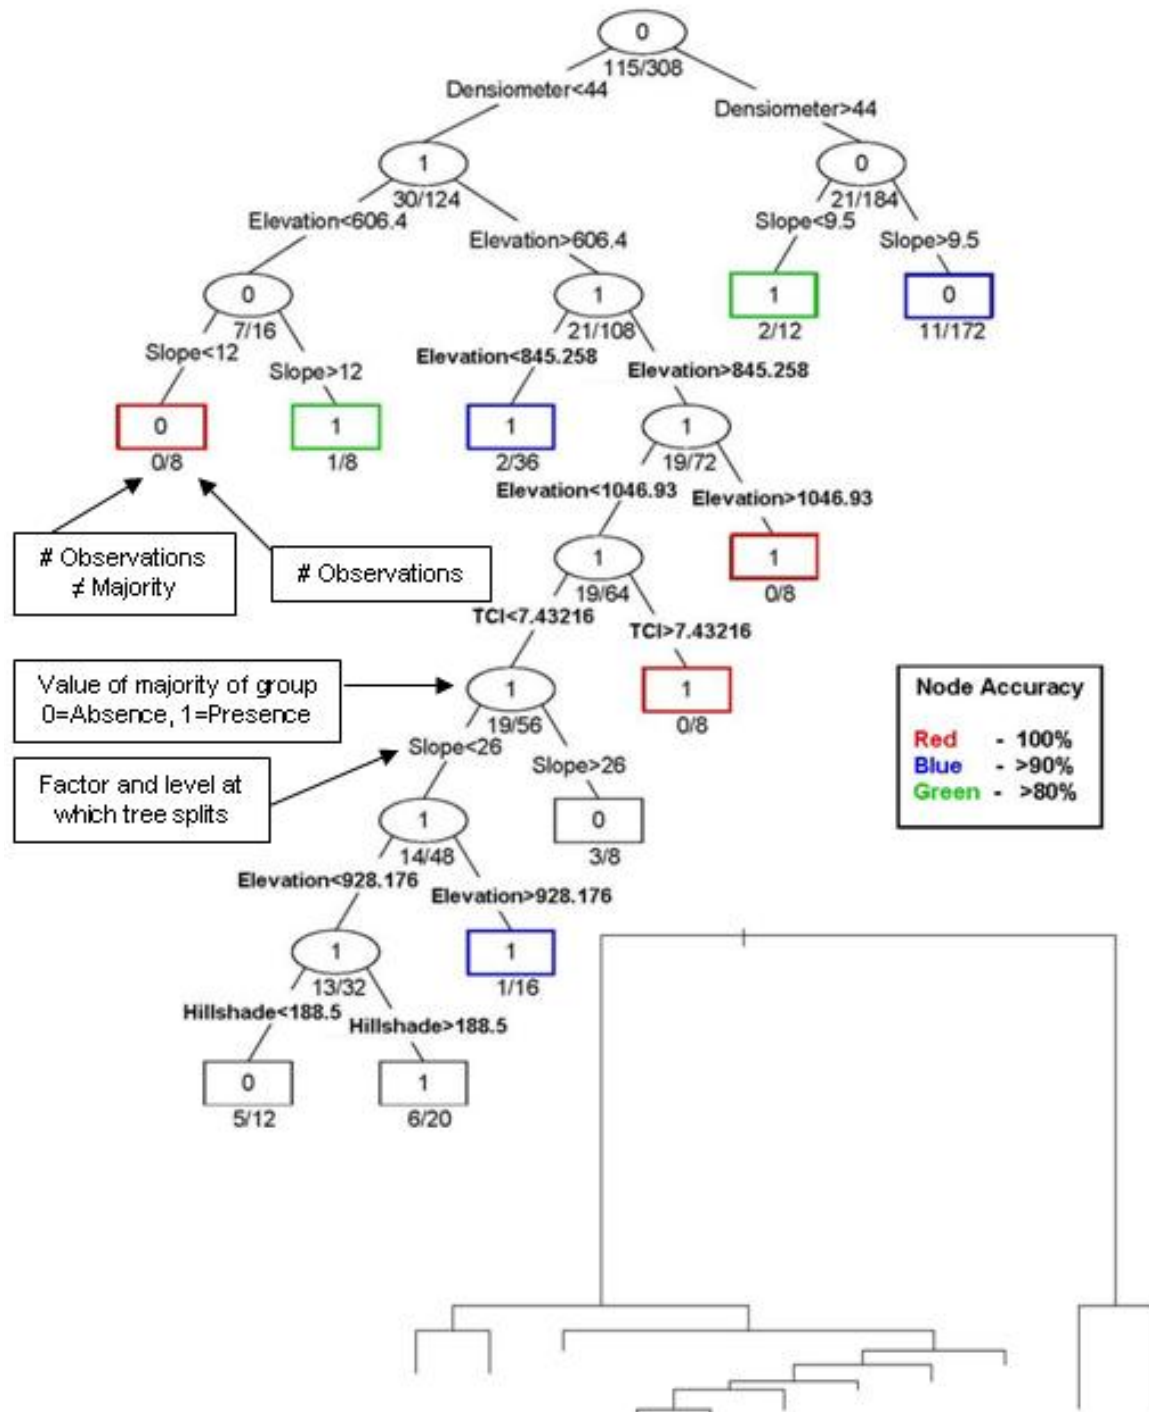 0
115/308
Densiometer<44
Densiometer>44
1
30/124
0
21/184
Elevation<606.4
Elevation>606.4
Slope<9.5
Slope>9.5
0
7/16
1
21/108
1
2/12
0
11/172
Slope<12
Slope>12
Elevation<845.258
Elevation>845.258
0
0/8
1
1/8
1
2/36
1
19/72
Elevation<1046.93
Elevation>1046.93
# Observations
≠ Majority
# Observations
1
19/64
1
0/8
TCI<7.43216
TCI>7.43216
Value of majority of group
0=Absence, 1=Presence
1
19/56
1
0/8
Node Accuracy
Red - 100%
Blue - >90%
Green - >80%
Slope<26
Slope>26
Factor and level at
which tree splits
1
14/48
0
3/8
Elevation<928.176
Elevation>928.176
1
13/32
1
1/16
Hillshade<188.5
Hillshade>188.5
0
5/12
1
6/20